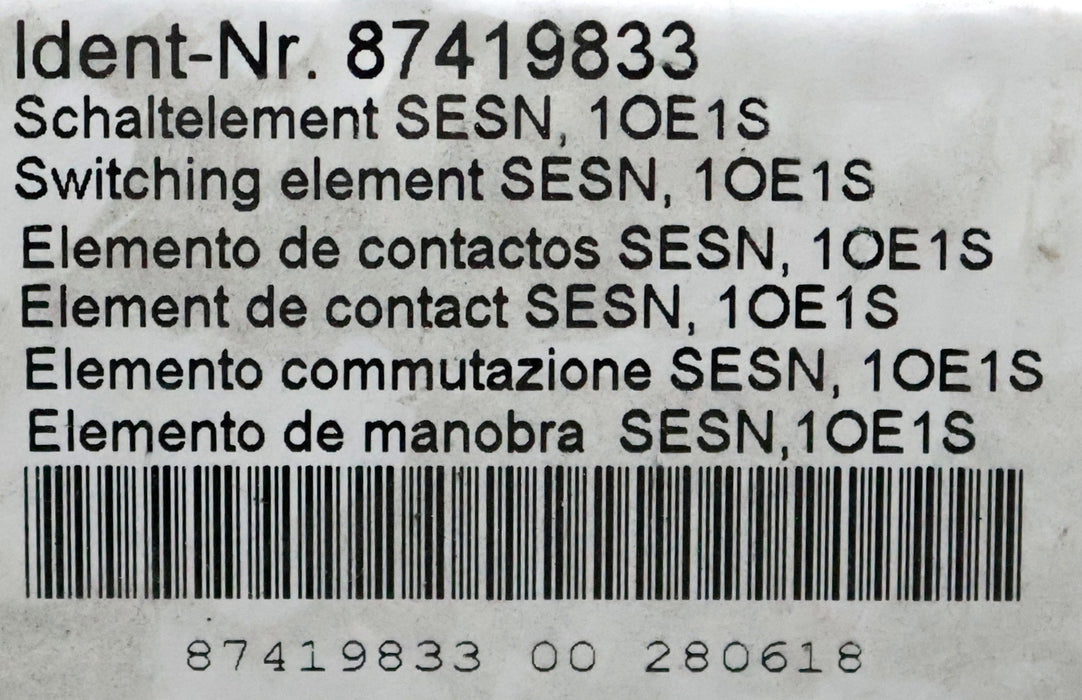 Ident-Nr. 87419833
Schaltelement SESN, 1OE1S
Switching element SESN, 1OE1S
Elemento de contactos SESN, 1OE1S
Element de contact SESN, 1OE1S
Elemento commutazione SESN, 1OE1S
Elemento de manobra SESN,1OE1S
87419833 00 280618